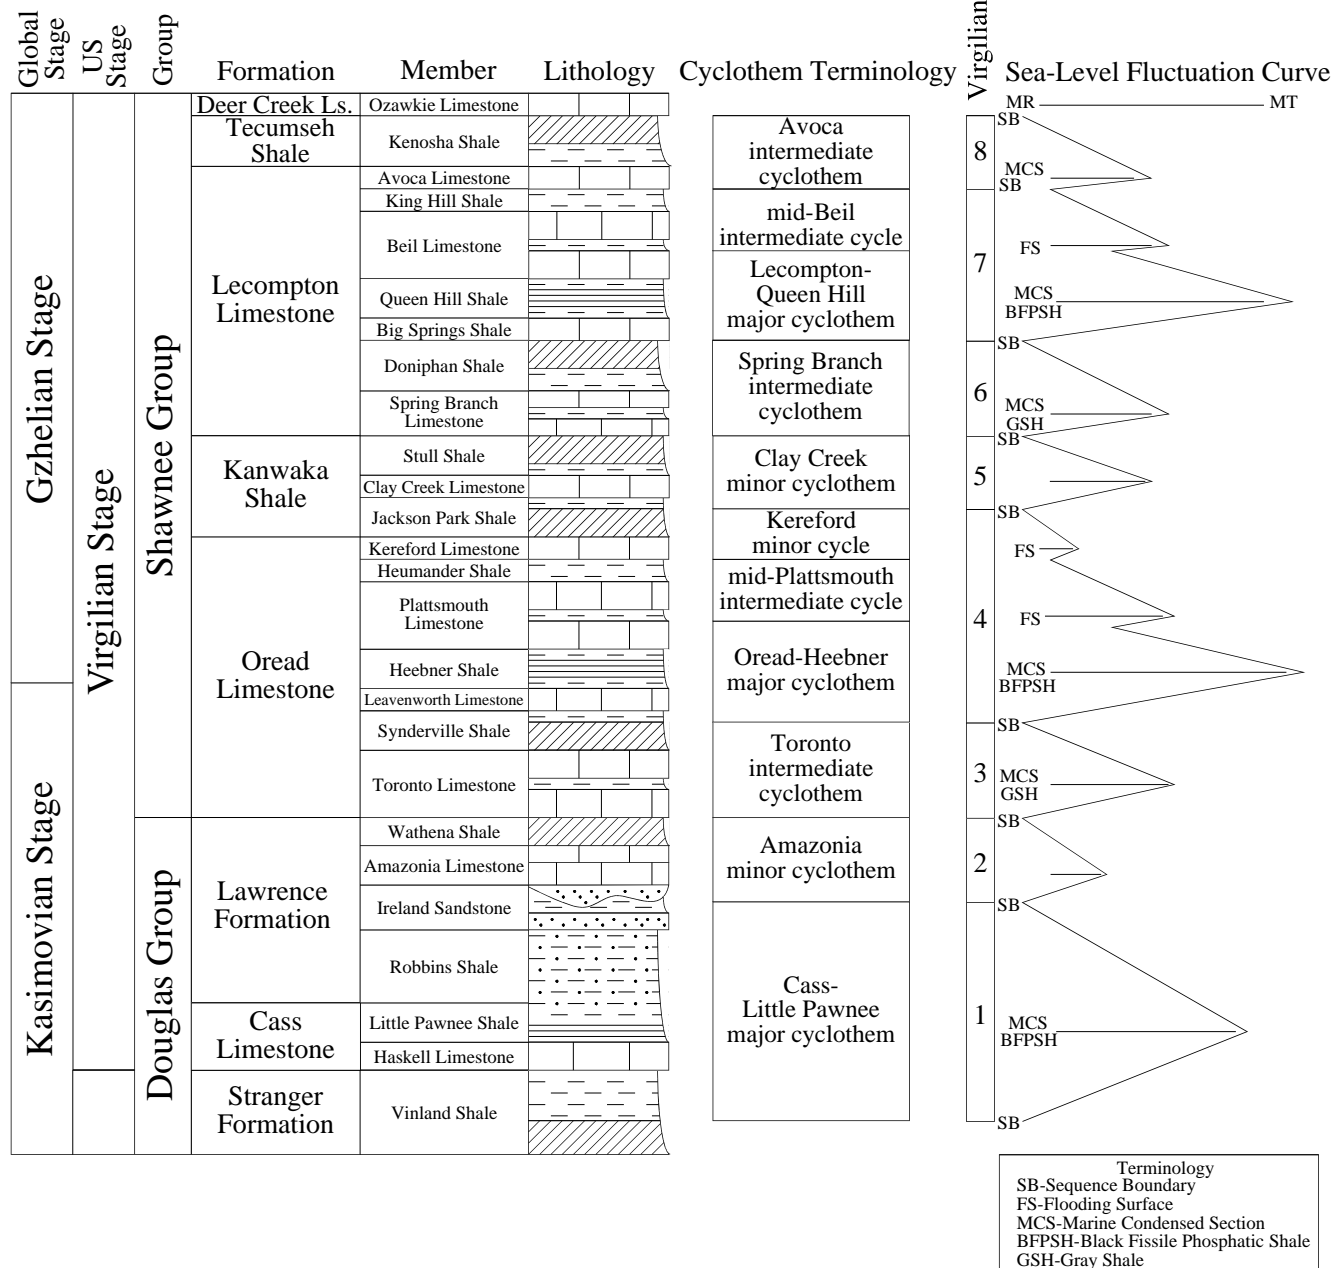 Global
Stage
US
Stage
Group
Formation
Member
Lithology
Cyclothem Terminology
Virgilian
Sea-Level Fluctuation Curve
MR
MT
Gzhelian Stage
Kasimovian Stage
Virgilian Stage
Shawnee Group
Douglas Group
Deer Creek Ls.
Tecumseh
Shale
Lecompton
Limestone
Kanwaka
Shale
Oread
Limestone
Lawrence
Formation
Cass
Limestone
Stranger
Formation
Ozawkie Limestone
Kenosha Shale
Avoca Limestone
King Hill Shale
Beil Limestone
Queen Hill Shale
Big Springs Shale
Doniphan Shale
Spring Branch
Limestone
Stull Shale
Clay Creek Limestone
Jackson Park Shale
Kereford Limestone
Heumander Shale
Plattsmouth
Limestone
Heebner Shale
Leavenworth Limestone
Synderville Shale
Toronto Limestone
Wathena Shale
Amazonia Limestone
Ireland Sandstone
Robbins Shale
Little Pawnee Shale
Haskell Limestone
Vinland Shale
Avoca
intermediate
cyclothem
mid-Beil
intermediate cycle
Lecompton-
Queen Hill
major cyclothem
Spring Branch
intermediate
cyclothem
Clay Creek
minor cyclothem
Kereford
minor cycle
mid-Plattsmouth
intermediate cycle
Oread-Heebner
major cyclothem
Toronto
intermediate
cyclothem
Amazonia
minor cyclothem
Cass-
Little Pawnee
major cyclothem
8
7
6
5
4
3
2
1
SB
MCS
SB
FS
MCS
BFPSH
SB
MCS
GSH
SB
SB
FS
FS
MCS
BFPSH
SB
MCS
GSH
SB
SB
MCS
BFPSH
SB
Terminology
SB-Sequence Boundary
FS-Flooding Surface
MCS-Marine Condensed Section
BFPSH-Black Fissile Phosphatic Shale
GSH-Gray Shale